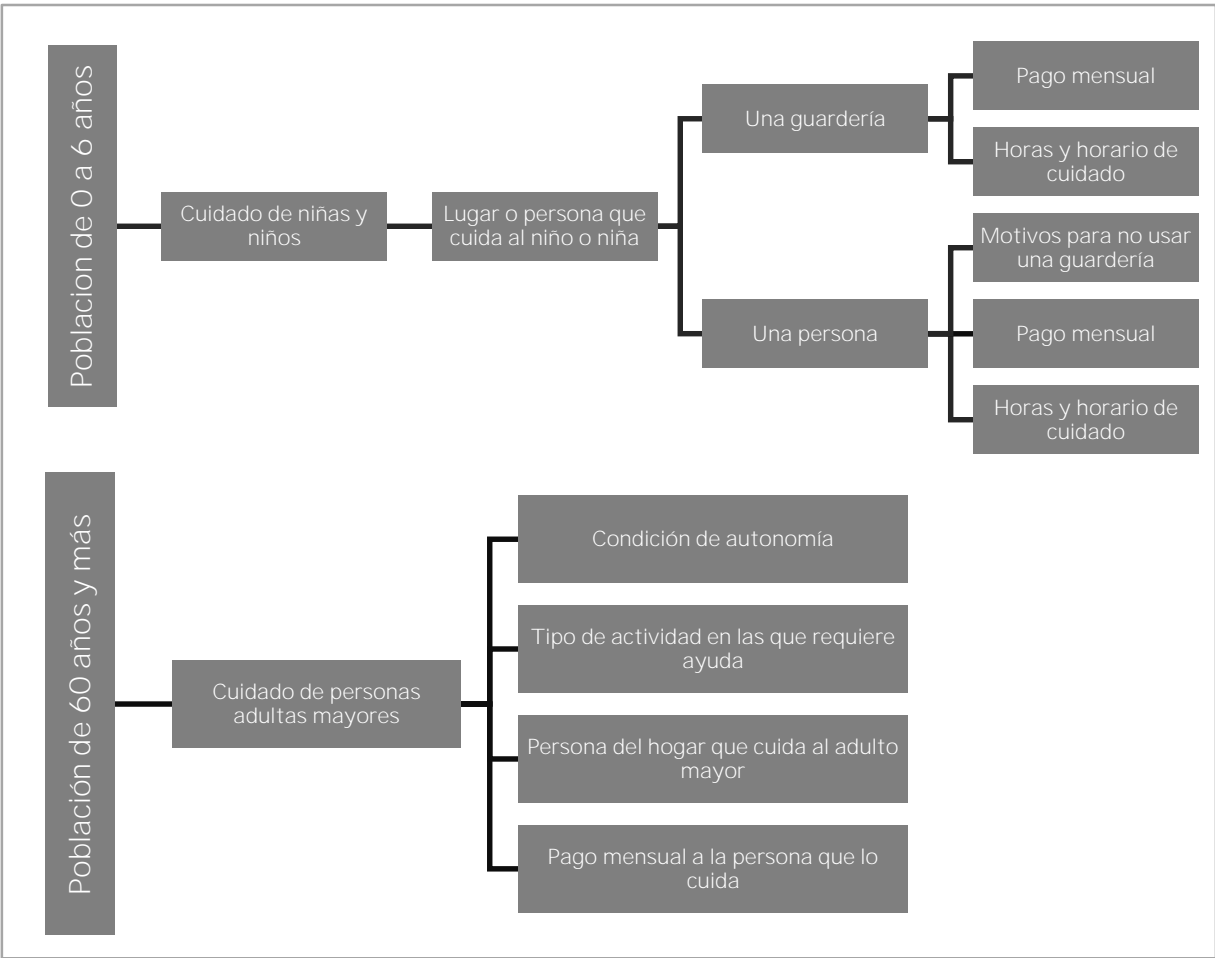 Poblacion de 0 a 6 años
Cuidado de niñas y
niños
Lugar o persona que
cuida al niño o niña
Una guardería
Pago mensual
Horas y horario de
cuidado
Una persona
Motivos para no usar
una guardería
Pago mensual
Horas y horario de
cuidado
Población de 60 años y más
Cuidado de personas
adultas mayores
Condición de autonomía
Tipo de actividad en las que requiere
ayuda
Persona del hogar que cuida al adulto
mayor
Pago mensual a la persona que lo
cuida